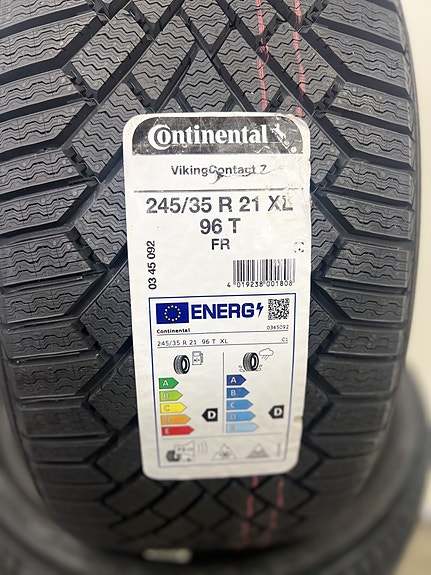 Continental
VikingContact 7
245/35 R 21 XL
96 T
FR
03 45 092
4 019238 001808
ENERG
Continental 0345092
245/35 R 21 96 T XL C1
A
B
C
D
E
D
A
B
C
D
E
D